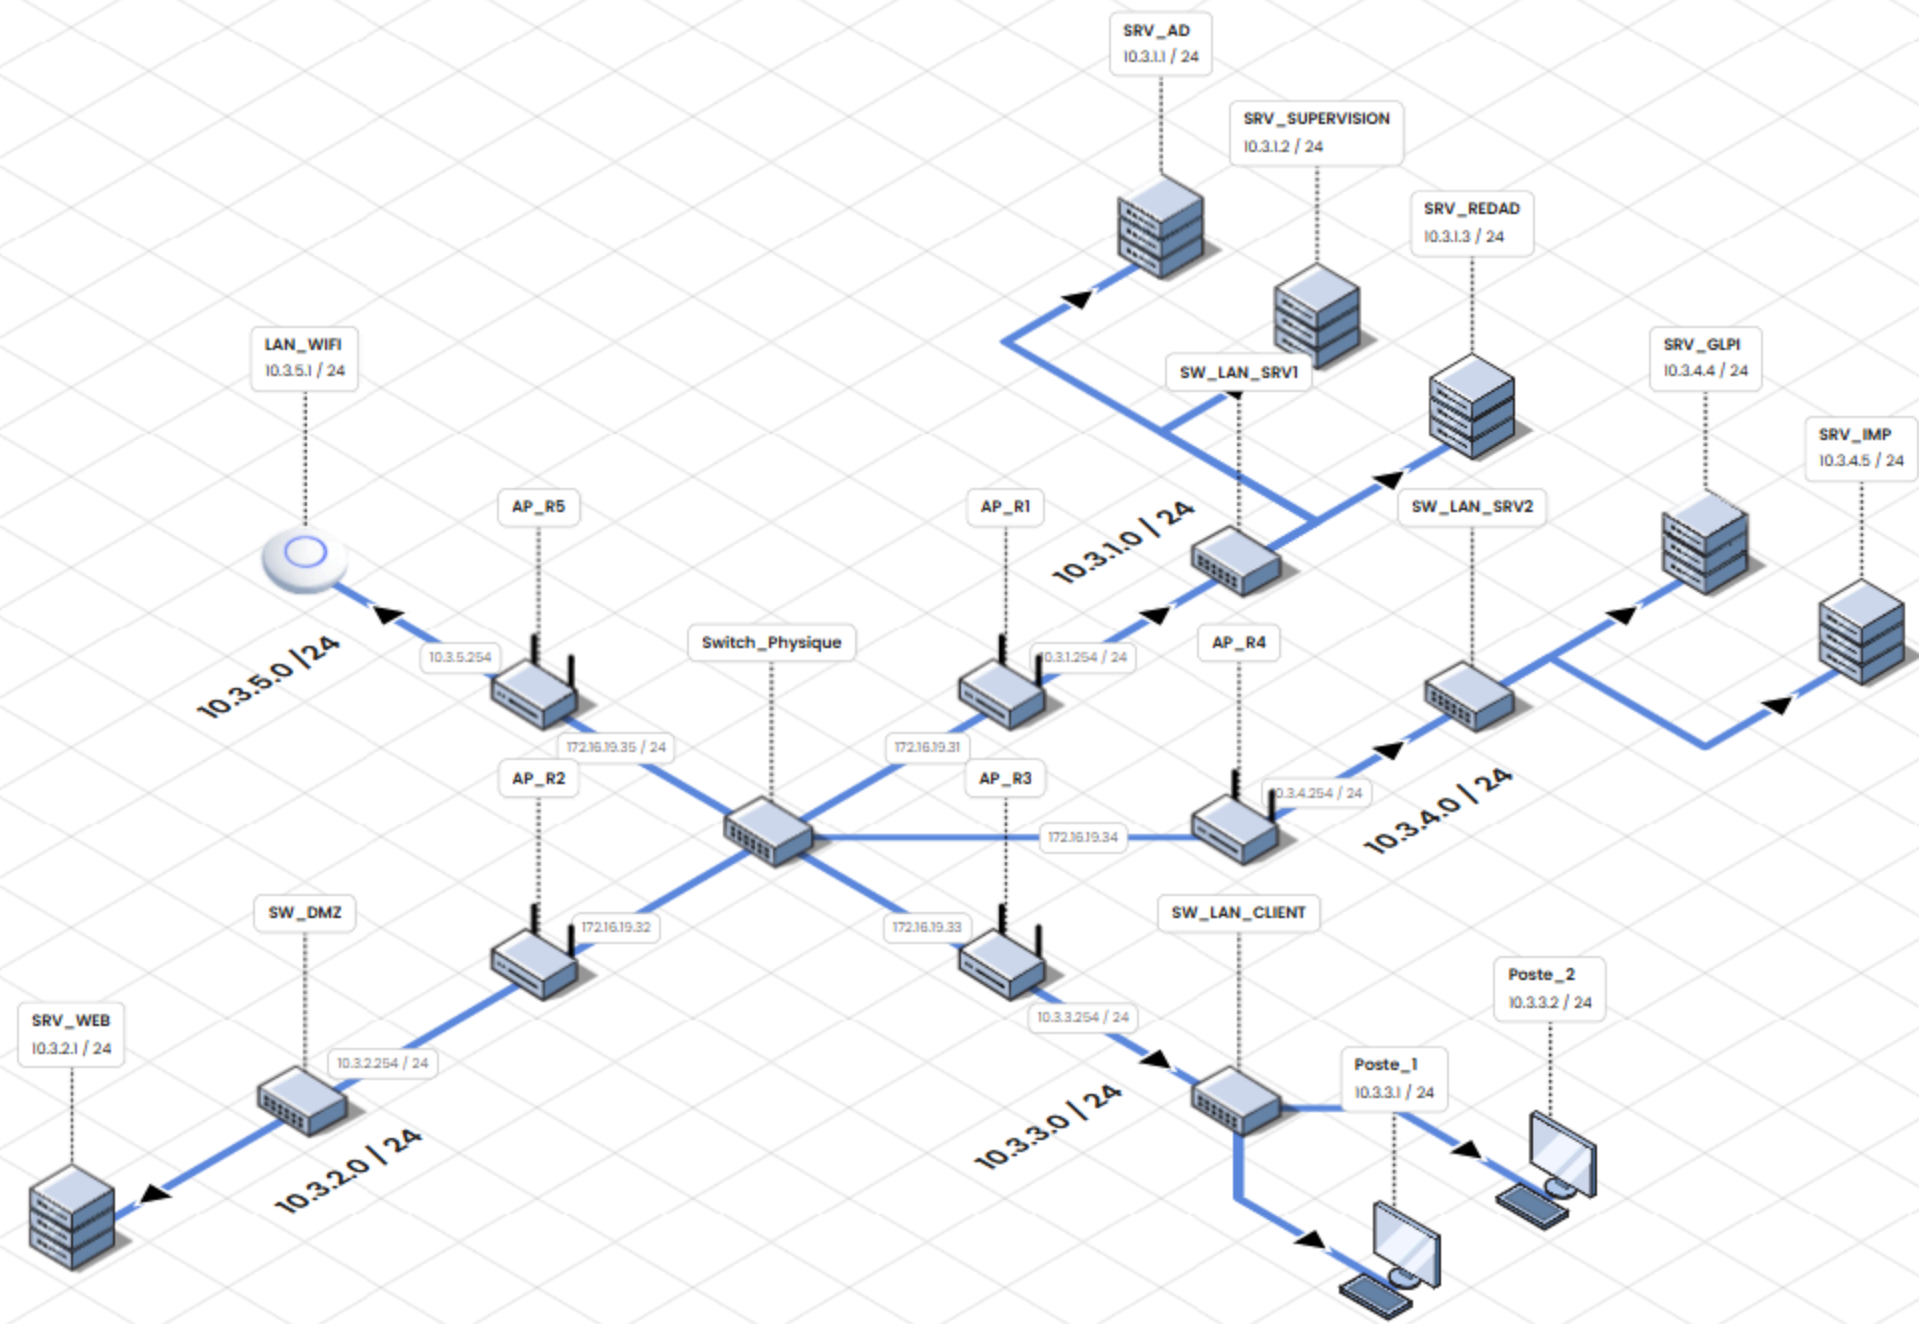 SRV_AD
10.3.1.1 / 24
SRV_SUPERVISION
10.3.1.2 / 24
SRV_REDAD
10.3.1.3 / 24
LAN_WIFI
10.3.5.1 / 24
SW_LAN_SRV1
SRV_GLPI
10.3.4.4 / 24
SRV_IMP
10.3.4.5 / 24
AP_R5
AP_R1
10.3.1.0 | 24
SW_LAN_SRV2
10.3.5.254
10.3.5.0 |24
Switch_Physique
10.3.1.254 / 24
AP_R4
172.16.19.35 / 24
172.16.19.31
AP_R2
AP_R3
10.3.4.254 / 24
10.3.4.0 | 24
172.16.19.34
SW_DMZ
172.16.19.32
172.16.19.33
SW_LAN_CLIENT
Poste_2
10.3.3.2 / 24
SRV_WEB
10.3.2.1 / 24
10.3.2.254 / 24
10.3.3.254 / 24
Poste_1
10.3.3.1 / 24
10.3.3.0 | 24
10.3.2.0 | 24